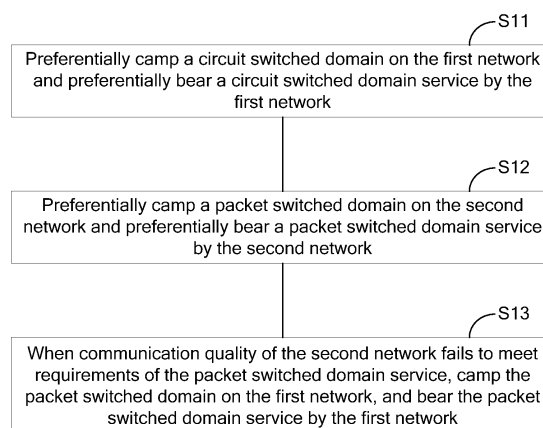 S11
Preferentially camp a circuit switched domain on the first network
and preferentially bear a circuit switched domain service by the
first network
S12
Preferentially camp a packet switched domain on the second
network and preferentially bear a packet switched domain service
by the second network
S13
When communication quality of the second network fails to meet
requirements of the packet switched domain service, camp the
packet switched domain on the first network, and bear the packet
switched domain service by the first network